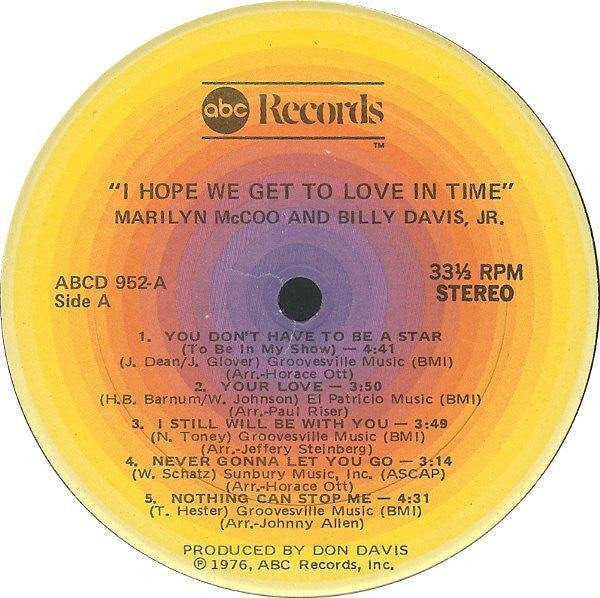 abc Records
™
"I HOPE WE GET TO LOVE IN TIME"
MARILYN McCOO AND BILLY DAVIS, JR.
ABCD 952-A
Side A
33⅓ RPM
STEREO
1. YOU DON'T HAVE TO BE A STAR
(To Be In My Show) — 4:41
(J. Dean/J. Glover) Groovesville Music (BMI)
(Arr.-Horace Ott)
2. YOUR LOVE — 3:50
(H.B. Barnum/W. Johnson) El Patricio Music (BMI)
(Arr.-Paul Riser)
3. I STILL WILL BE WITH YOU — 3:49
(N. Toney) Groovesville Music (BMI)
(Arr.-Jeffery Steinberg)
4. NEVER GONNA LET YOU GO — 3:14
(W. Schatz) Sunbury Music, Inc. (ASCAP)
(Arr.-Horace Ott)
5. NOTHING CAN STOP ME — 4:31
(T. Hester) Groovesville Music (BMI)
(Arr.-Johnny Allen)
PRODUCED BY DON DAVIS
℗ 1976, ABC Records, Inc.